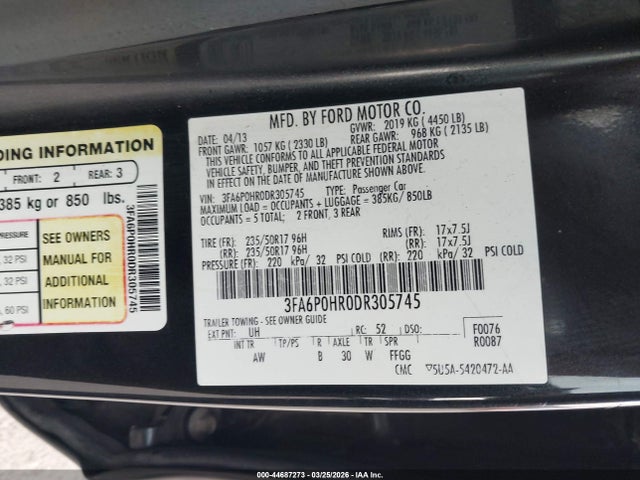 MFD. BY FORD MOTOR CO.
DATE: 04/13 GVWR: 2019 KG ( 4450 LB)
FRONT GAWR: 1057 KG ( 2330 LB) REAR GAWR: 968 KG ( 2135 LB)
THIS VEHICLE CONFORMS TO ALL APPLICABLE FEDERAL MOTOR
VEHICLE SAFETY, BUMPER, AND THEFT PREVENTION STANDARDS
IN EFFECT ON THE DATE OF MANUFACTURE SHOWN ABOVE.
VIN: 3FA6P0HR0DR305745 TYPE: Passenger Car
MAXIMUM LOAD = OCCUPANTS + LUGGAGE = 385KG/ 850LB
OCCUPANTS = 5 TOTAL; 2 FRONT, 3 REAR
TIRE (FR): 235/50R17 96H RIMS (FR): 17x7.5J
(RR): 235/50R17 96H (RR): 17x7.5J
PRESSURE (FR): 220 kPa/ 32 PSI COLD (RR): 220 kPa/ 32 PSI COLD
3FA6P0HR0DR305745
TRAILER TOWING - SEE OWNER GUIDE
EXT PNT: UH RC: 52 DSO: F0076
INT TR TP/PS R AXLE TR SPR R0087
AW B 30 W FFGG
CMC ▽5U5A-5420472-AA
DING INFORMATION
FRONT: 2 REAR: 3
385 kg or 850 lbs.
PRESSURE SEE OWNERS
32 PSI MANUAL FOR
32 PSI ADDITIONAL
60 PSI INFORMATION
3FA6P0HR0DR305745
000-44687273 - 03/25/2026 - IAA Inc.